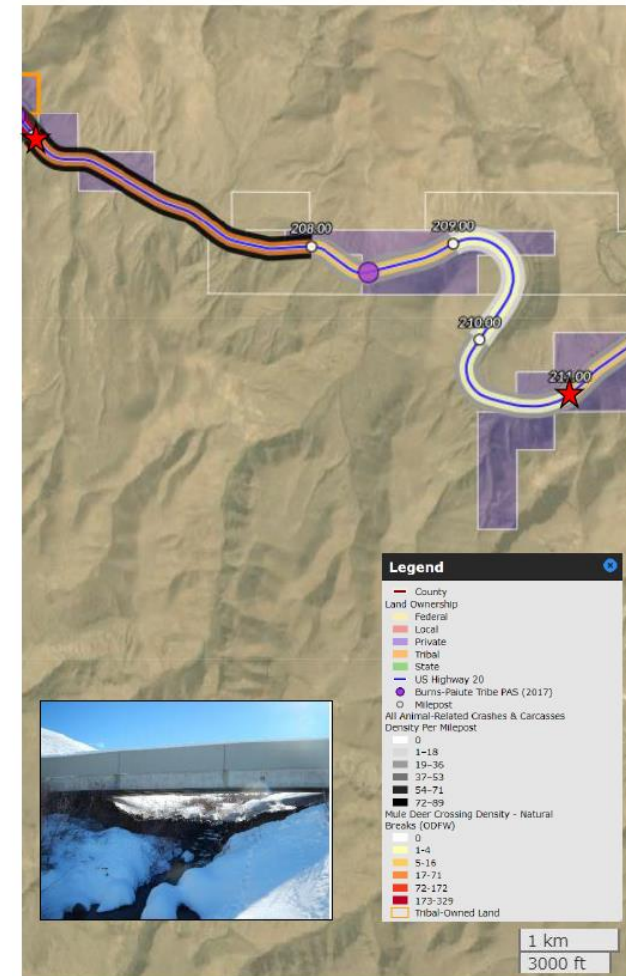 208.00
209.00
210.00
211.00
Legend
County
Land Ownership
Federal
Local
Private
Tribal
State
US Highway 20
Burns-Paiute Tribe PAS (2017)
Milepost
All Animal-Related Crashes & Carcasses
Density Per Milepost
0
1-18
19-36
37-53
54-71
72-89
Mule Deer Crossing Density - Natural
Breaks (ODFW)
0
1-4
5-16
17-71
72-172
173-329
Tribal-Owned Land
1 km
3000 ft